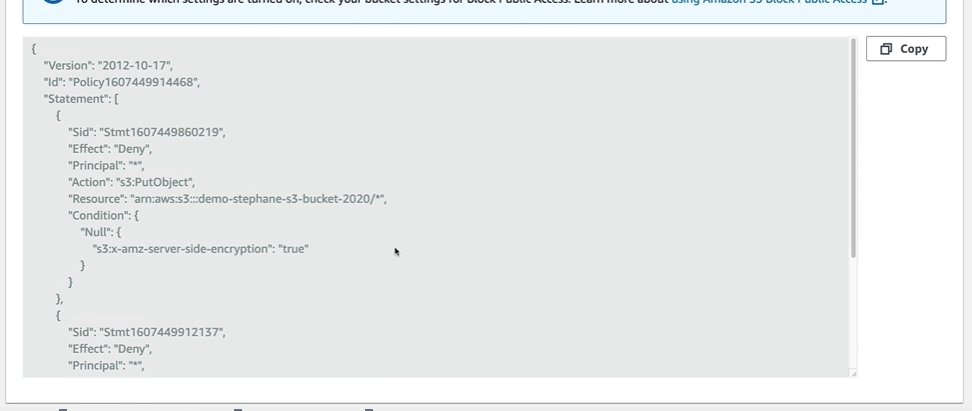 To determine which settings are turned on, check your bucket settings for Block Public Access. Learn more about using Amazon S3 Block Public Access
{
"Version": "2012-10-17",
"Id": "Policy1607449914468",
"Statement": [
{
"Sid": "Stmt1607449860219",
"Effect": "Deny",
"Principal": "*",
"Action": "s3:PutObject",
"Resource": "arn:aws:s3:::demo-stephane-s3-bucket-2020/*",
"Condition": {
"Null": {
"s3:x-amz-server-side-encryption": "true"
}
}
},
{
"Sid": "Stmt1607449912137",
"Effect": "Deny",
"Principal": "*",
Copy